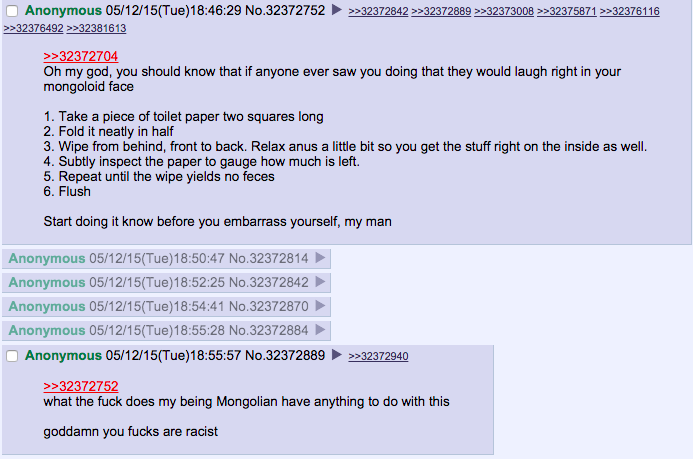 Anonymous 05/12/15(Tue)18:46:29 No.32372752 ▶ >>32372842 >>32372889 >>32373008 >>32375871 >>32376116
>>32376492 >>32381613
>>32372704
Oh my god, you should know that if anyone ever saw you doing that they would laugh right in your
mongoloid face
1. Take a piece of toilet paper two squares long
2. Fold it neatly in half
3. Wipe from behind, front to back. Relax anus a little bit so you get the stuff right on the inside as well.
4. Subtly inspect the paper to gauge how much is left.
5. Repeat until the wipe yields no feces
6. Flush
Start doing it know before you embarrass yourself, my man
Anonymous 05/12/15(Tue)18:50:47 No.32372814 ▶
Anonymous 05/12/15(Tue)18:52:25 No.32372842 ▶
Anonymous 05/12/15(Tue)18:54:41 No.32372870 ▶
Anonymous 05/12/15(Tue)18:55:28 No.32372884 ▶
Anonymous 05/12/15(Tue)18:55:57 No.32372889 ▶ >>32372940
>>32372752
what the fuck does my being Mongolian have anything to do with this
goddamn you fucks are racist